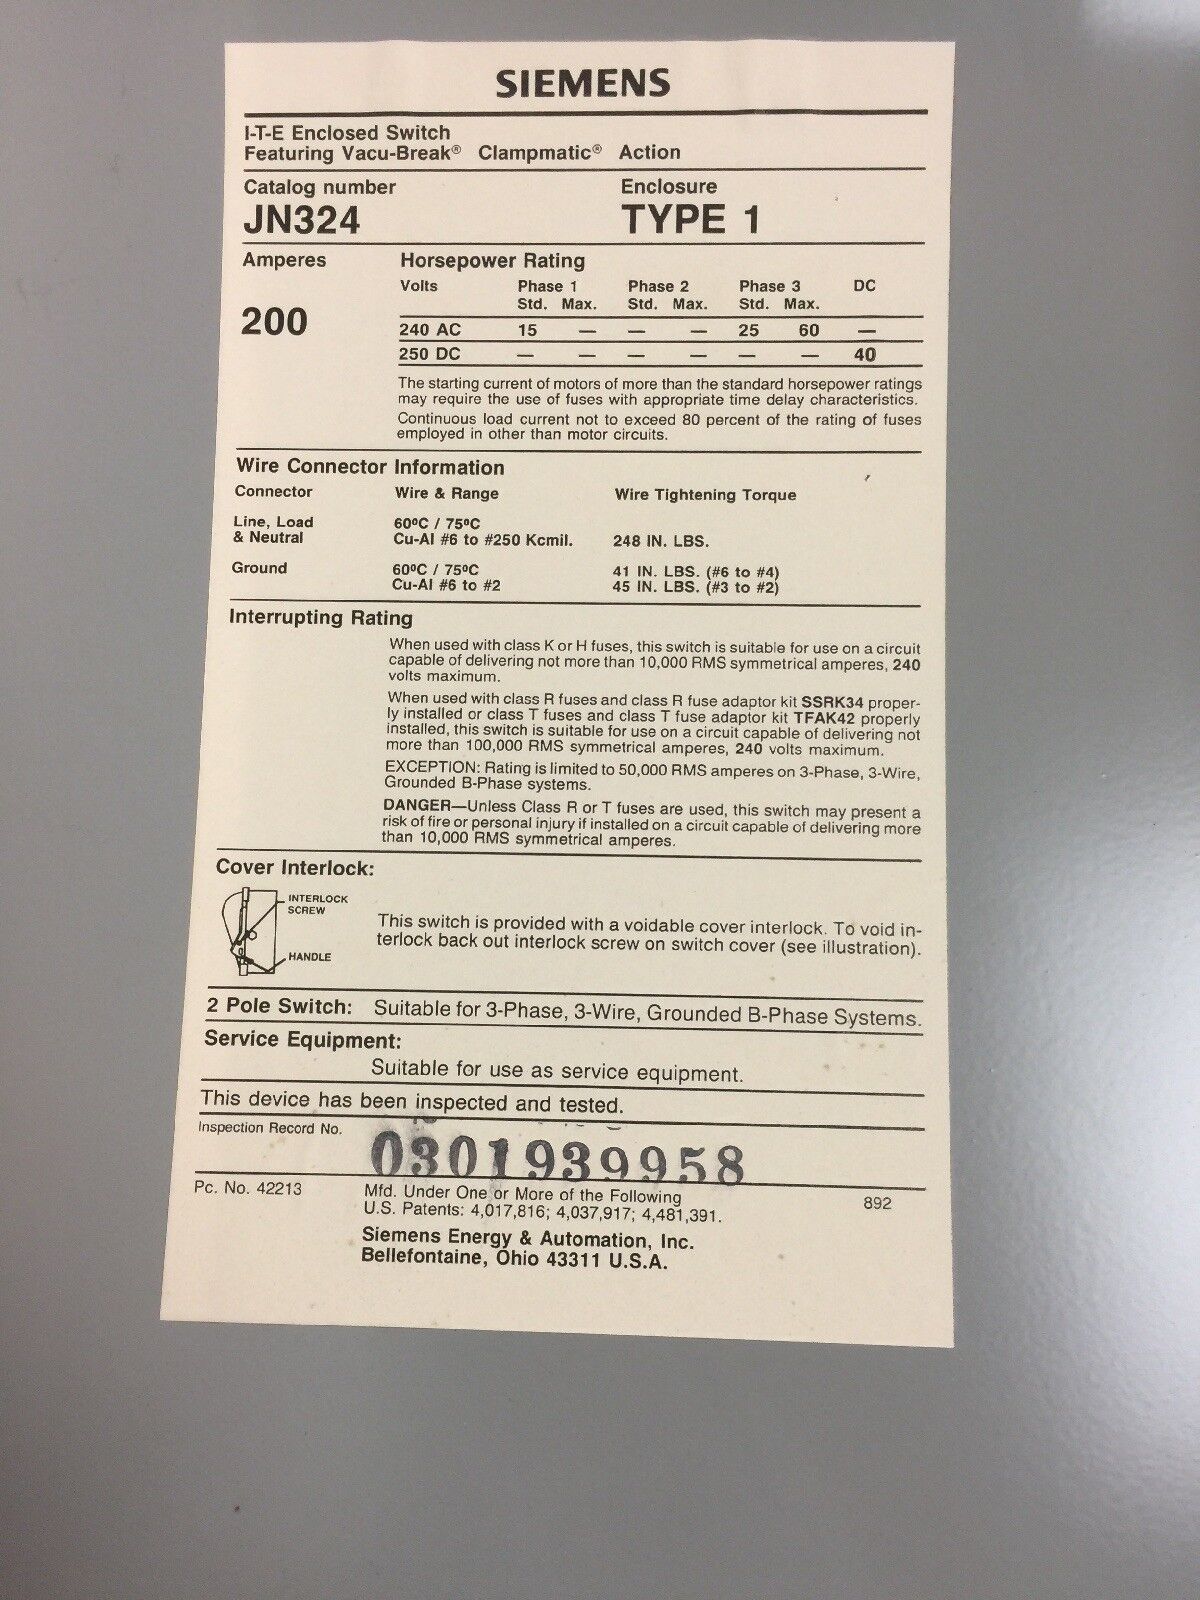 SIEMENS
I-T-E Enclosed Switch
Featuring Vacu-Break® Clampmatic® Action
Catalog number Enclosure
JN324 TYPE 1
Amperes Horsepower Rating
Volts Phase 1 Phase 2 Phase 3 DC
Std. Max. Std. Max. Std. Max.
200
240 AC 15 — — — 25 60 —
250 DC — — — — — — 40
The starting current of motors of more than the standard horsepower ratings
may require the use of fuses with appropriate time delay characteristics.
Continuous load current not to exceed 80 percent of the rating of fuses
employed in other than motor circuits.
Wire Connector Information
Connector Wire & Range Wire Tightening Torque
Line, Load 60ºC / 75ºC
& Neutral Cu-Al #6 to #250 Kcmil. 248 IN. LBS.
Ground 60ºC / 75ºC 41 IN. LBS. (#6 to #4)
Cu-Al #6 to #2 45 IN. LBS. (#3 to #2)
Interrupting Rating
When used with class K or H fuses, this switch is suitable for use on a circuit
capable of delivering not more than 10,000 RMS symmetrical amperes, 240
volts maximum.
When used with class R fuses and class R fuse adaptor kit SSRK34 proper-
ly installed or class T fuses and class T fuse adaptor kit TFAK42 properly
installed, this switch is suitable for use on a circuit capable of delivering not
more than 100,000 RMS symmetrical amperes, 240 volts maximum.
EXCEPTION: Rating is limited to 50,000 RMS amperes on 3-Phase, 3-Wire,
Grounded B-Phase systems.
DANGER—Unless Class R or T fuses are used, this switch may present a
risk of fire or personal injury if installed on a circuit capable of delivering more
than 10,000 RMS symmetrical amperes.
Cover Interlock:
INTERLOCK
SCREW
HANDLE
This switch is provided with a voidable cover interlock. To void in-
terlock back out interlock screw on switch cover (see illustration).
2 Pole Switch: Suitable for 3-Phase, 3-Wire, Grounded B-Phase Systems.
Service Equipment:
Suitable for use as service equipment.
This device has been inspected and tested.
Inspection Record No. 0301939958
Pc. No. 42213 Mfd. Under One or More of the Following 892
U.S. Patents: 4,017,816; 4,037,917; 4,481,391.
Siemens Energy & Automation, Inc.
Bellefontaine, Ohio 43311 U.S.A.